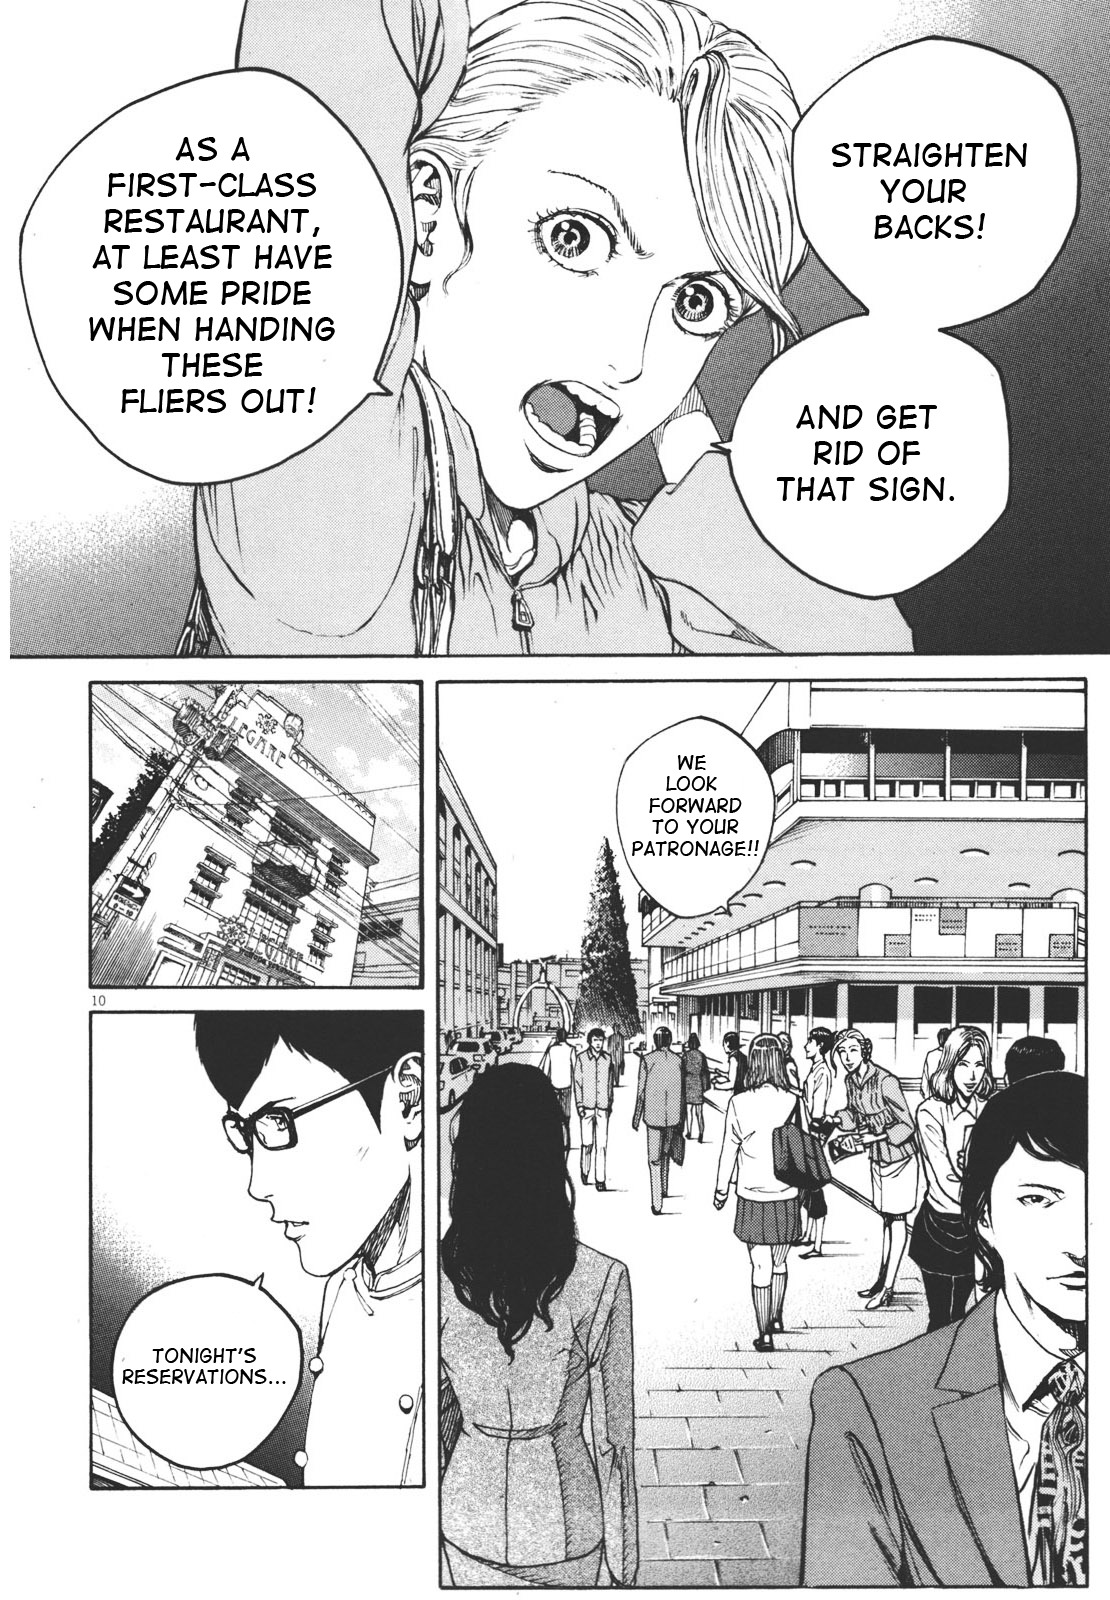 STRAIGHTEN
YOUR
BACKS!
AND GET
RID OF
THAT SIGN.
AS A
FIRST-CLASS
RESTAURANT,
AT LEAST HAVE
SOME PRIDE
WHEN HANDING
THESE
FLIERS OUT!
WE
LOOK
FORWARD
TO YOUR
PATRONAGE!!
LEGARE
10
TONIGHT'S
RESERVATIONS...